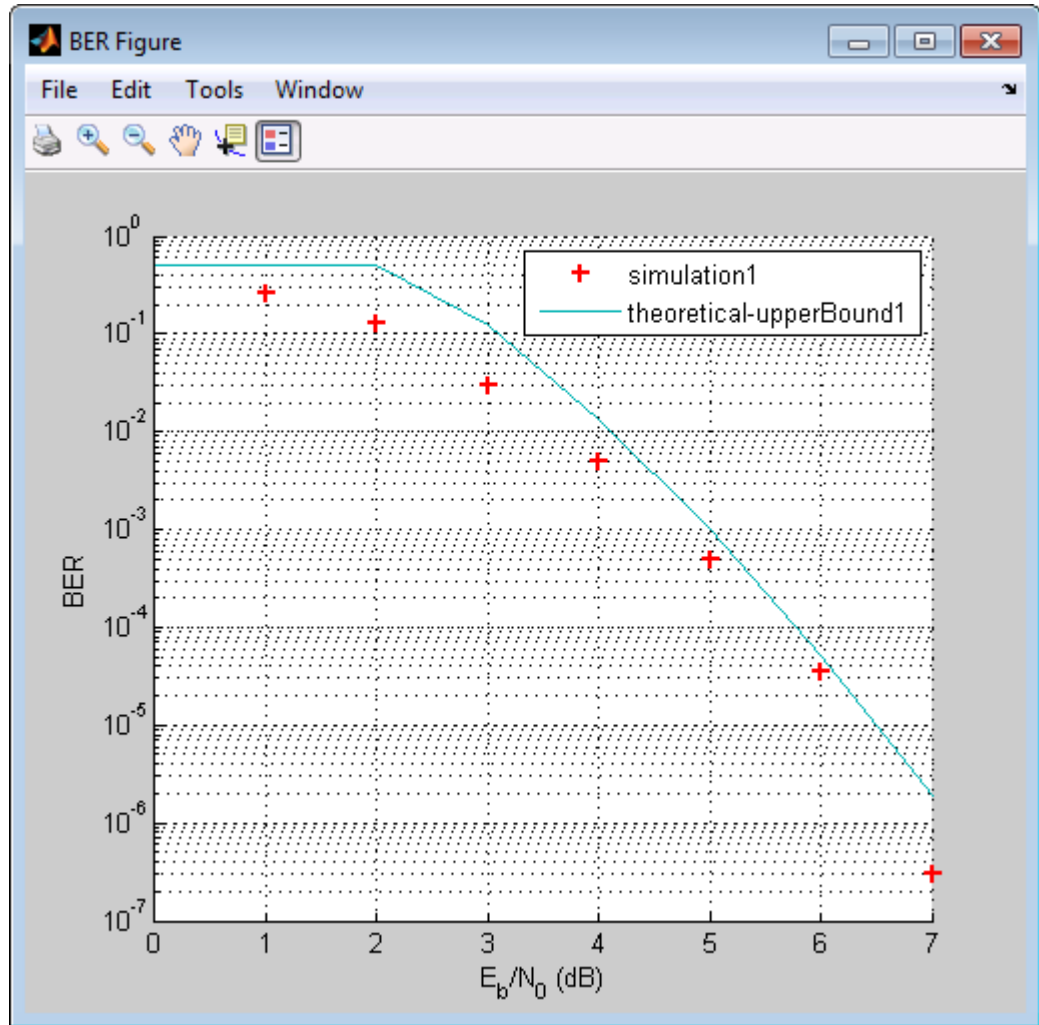 BER Figure
File Edit Tools Window
10^0
10^-1
10^-2
10^-3
10^-4
10^-5
10^-6
10^-7
BER
simulation1
theoretical-upperBound1
0 1 2 3 4 5 6 7
E_b/N_0 (dB)